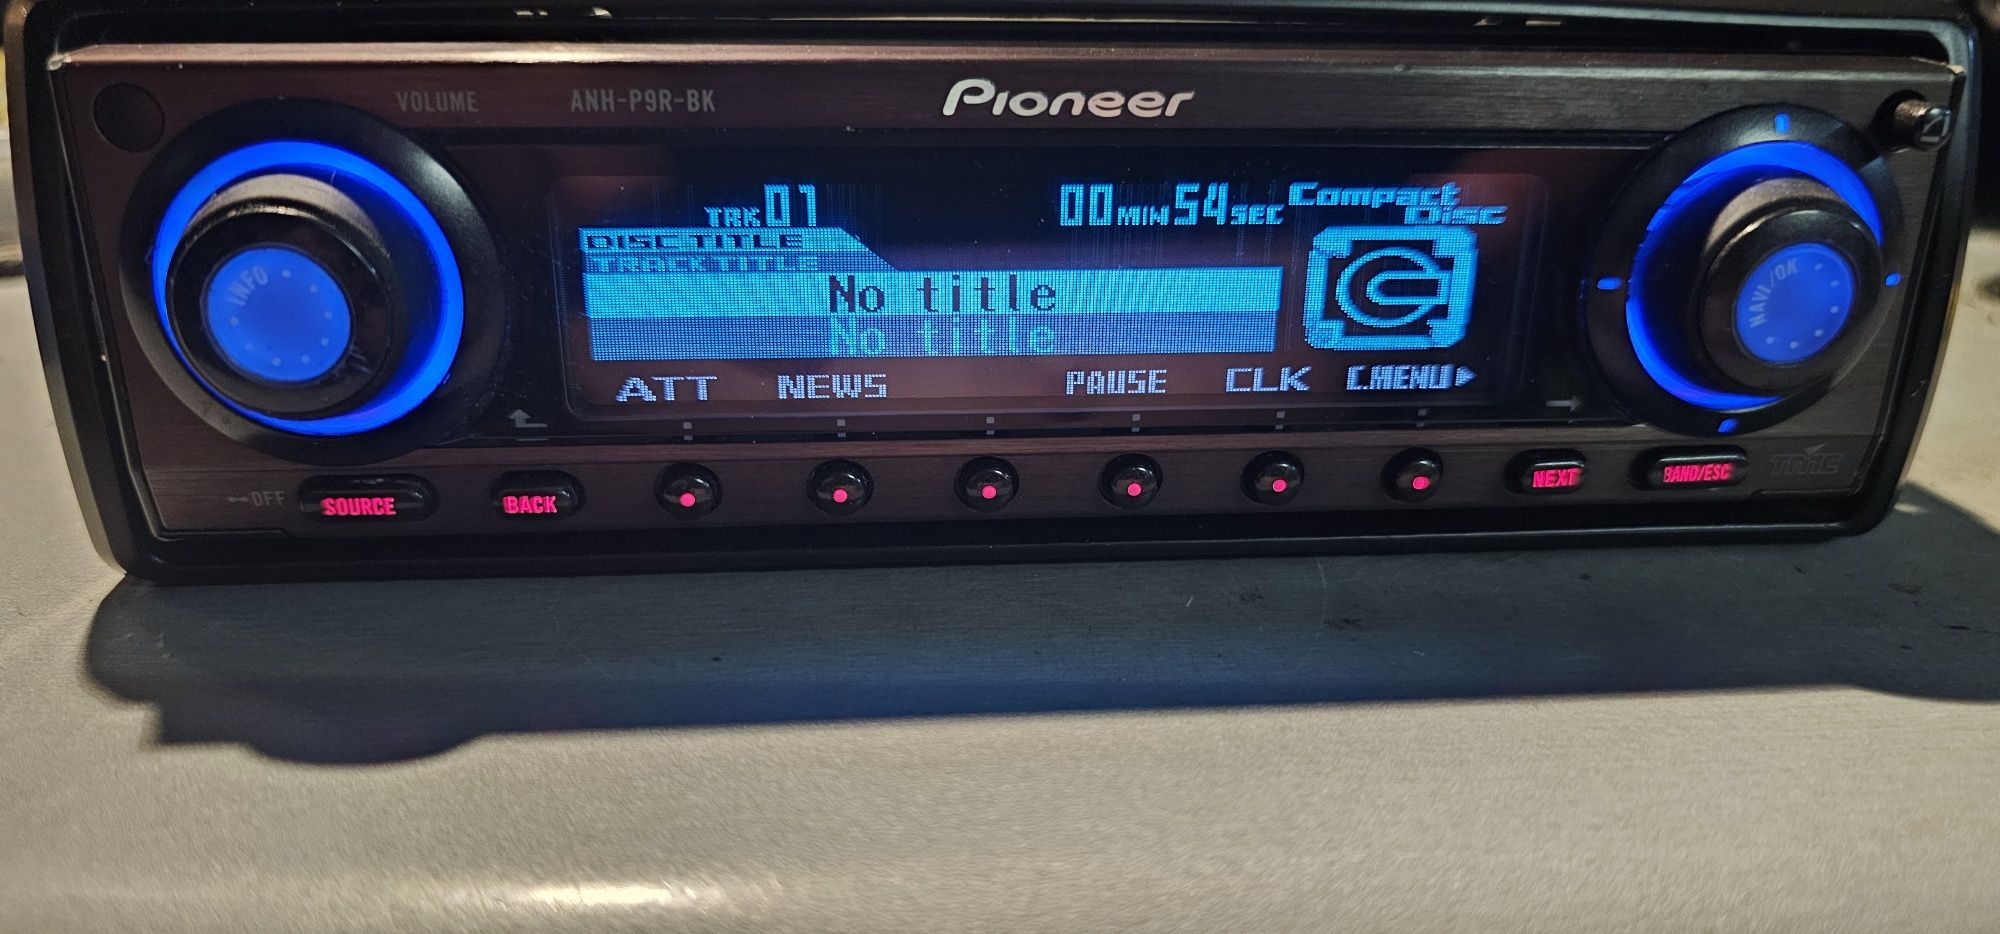 VOLUME ANH-P9R-BK Pioneer
TRK 01 00 MIN 54 SEC Compact Disc
DISC TITLE
TRACK TITLE
No title
No title
INFO
NAVI/OK
ATT NEWS PAUSE CLK C.MENU
OFF SOURCE BACK NEXT BAND/ESC TMC